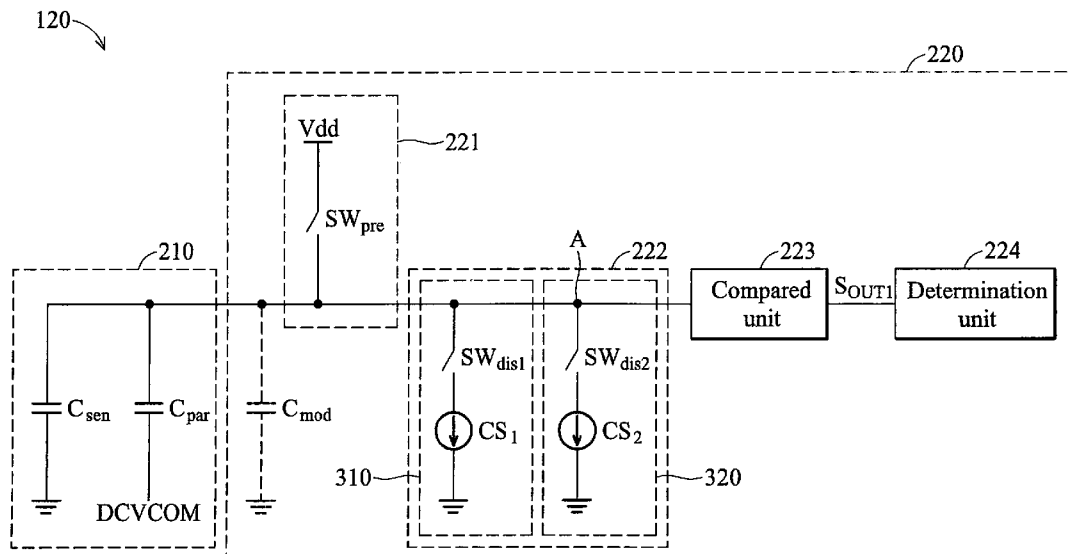 120
220
Vdd
221
SWpre
210
A
222
223
224
Compared
unit
SOUT1
Determination
unit
SWdis1
SWdis2
Csen
Cpar
Cmod
CS1
CS2
310
320
DCVCOM